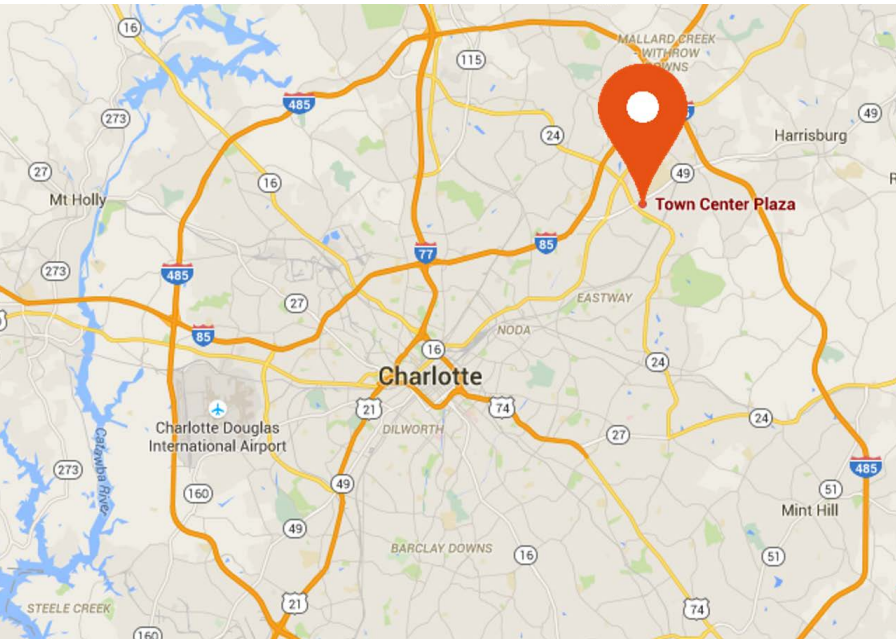 16
115
MALLARD CREEK
- WITHROW
485
273
24
49
Harrisburg
27
16
49
Mt Holly
Town Center Plaza
77
85
273
485
27
EASTWAY
85
NODA
16
24
Charlotte
21
74
Charlotte Douglas
International Airport
DILWORTH
27
24
Catawba River
273
160
49
485
51
Mint Hill
49
BARCLAY DOWNS
16
51
STEELE CREEK
21
74
160